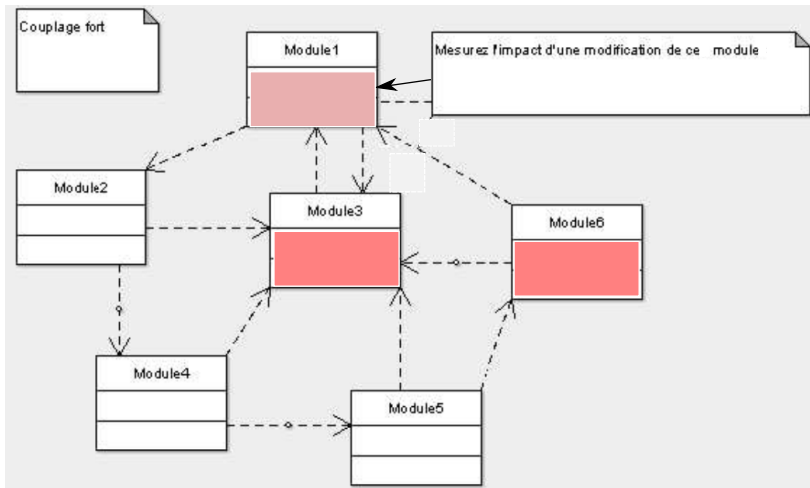 Couplage fort
Module1
Mesurez l'impact d'une modification de ce module
Module2
Module3
Module6
Module4
Module5